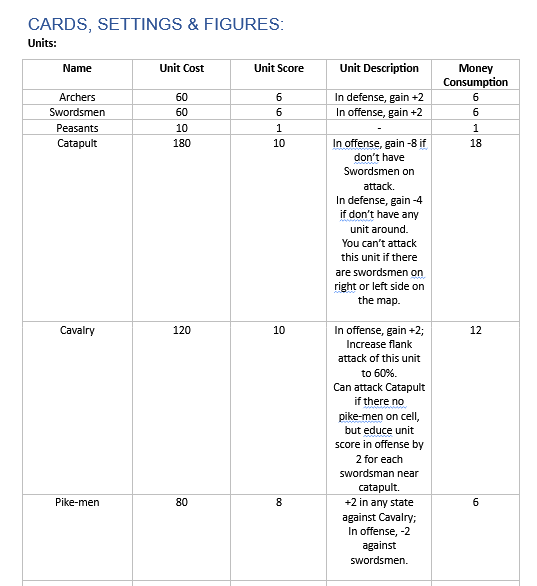 CARDS, SETTINGS & FIGURES:
Units:
Name Unit Cost Unit Score Unit Description Money
Consumption
Archers 60 6 In defense, gain +2 6
Swordsmen 60 6 In offense, gain +2 6
Peasants 10 1 - 1
Catapult 180 10 In offense, gain -8 if 18
don't have
Swordsmen on
attack.
In defense, gain -4
if don't have any
unit around.
You can't attack
this unit if there
are swordsmen on
right or left side on
the map.
Cavalry 120 10 In offense, gain +2; 12
Increase flank
attack of this unit
to 60%.
Can attack Catapult
if there no
pike-men on cell,
but educe unit
score in offense by
2 for each
swordsman near
catapult.
Pike-men 80 8 +2 in any state 6
against Cavalry;
In offense, -2
against
swordsmen.